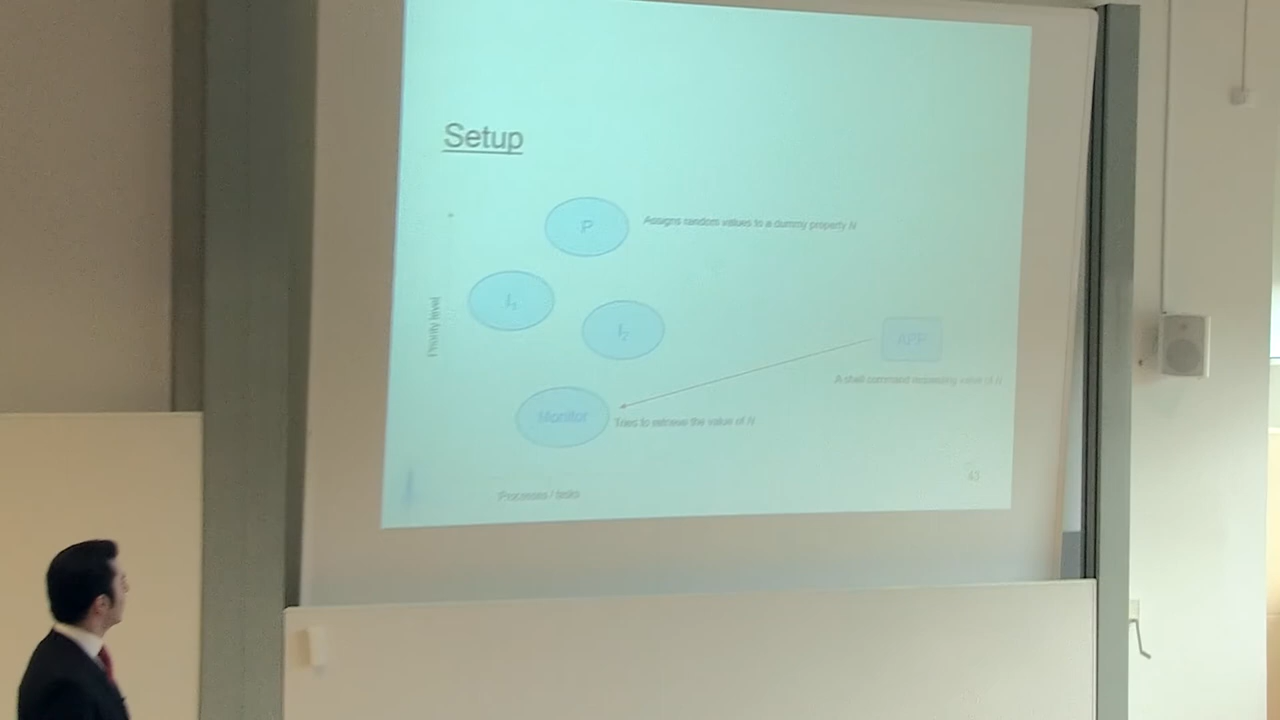 Setup
P
Assigns random values to a dummy property N
I1
I2
Priority level
APP
A shell command requesting value of N
Monitor
Tries to retrieve the value of N
43
Processes / tasks